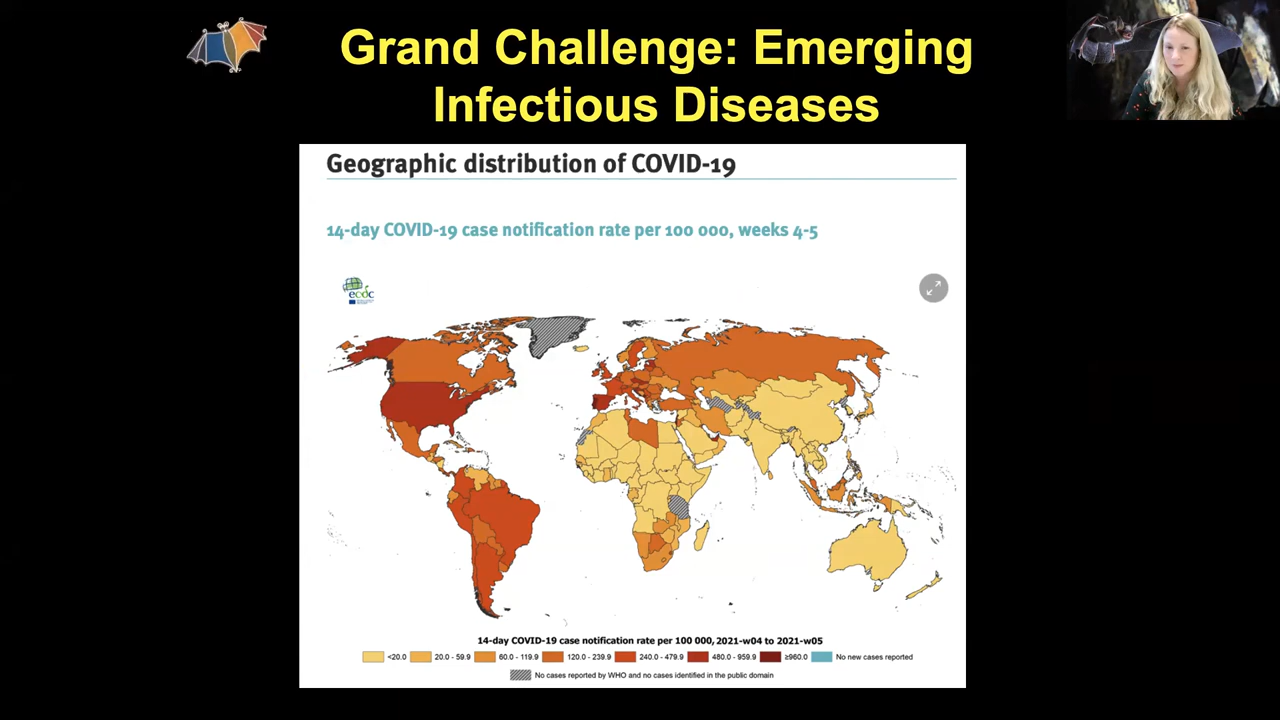 Grand Challenge: Emerging
Infectious Diseases
Geographic distribution of COVID-19
14-day COVID-19 case notification rate per 100 000, weeks 4-5
ecdc
14-day COVID-19 case notification rate per 100 000, 2021-w04 to 2021-w05
<20.0 20.0 - 59.9 60.0 - 119.9 120.0 - 239.9 240.0 - 479.9 480.0 - 959.9 ≥960.0 No new cases reported
No cases reported by WHO and no cases identified in the public domain